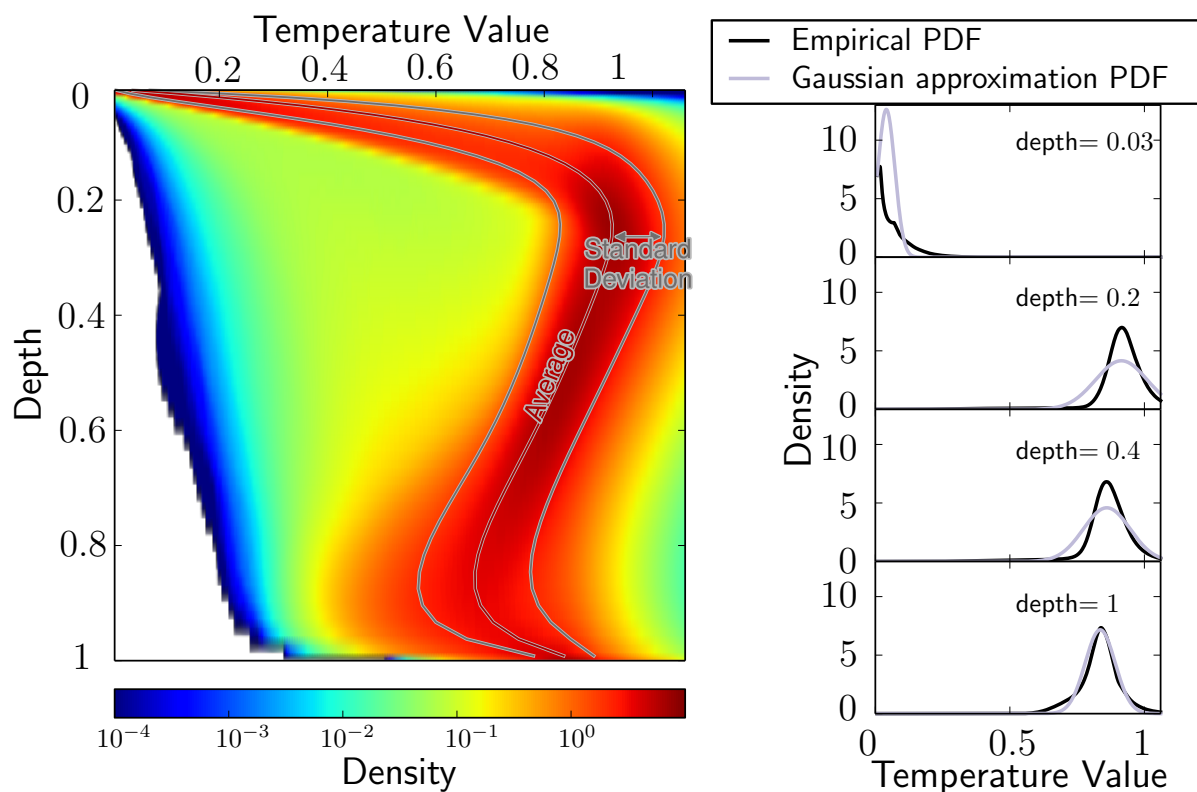 Temperature Value
0.2 0.4 0.6 0.8 1
0
0.2
0.4
0.6
0.8
1
Depth
Standard
Deviation
Average
10⁻⁴ 10⁻³ 10⁻² 10⁻¹ 10⁰
Density
Empirical PDF
Gaussian approximation PDF
10
5
0
depth= 0.03
10
5
0
depth= 0.2
10
5
0
depth= 0.4
10
5
0
depth= 1
Density
0 0.5 1
Temperature Value